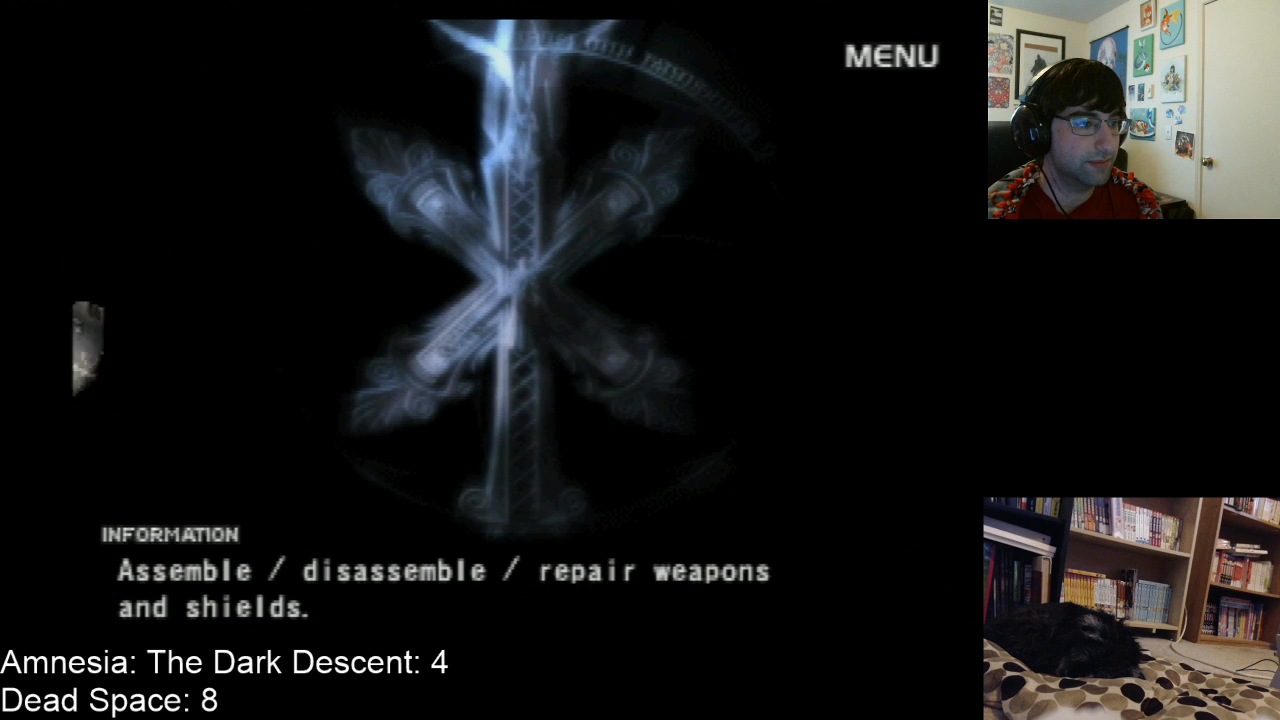 MENU
INFORMATION
Assemble / disassemble / repair weapons
and shields.
Amnesia: The Dark Descent: 4
Dead Space: 8